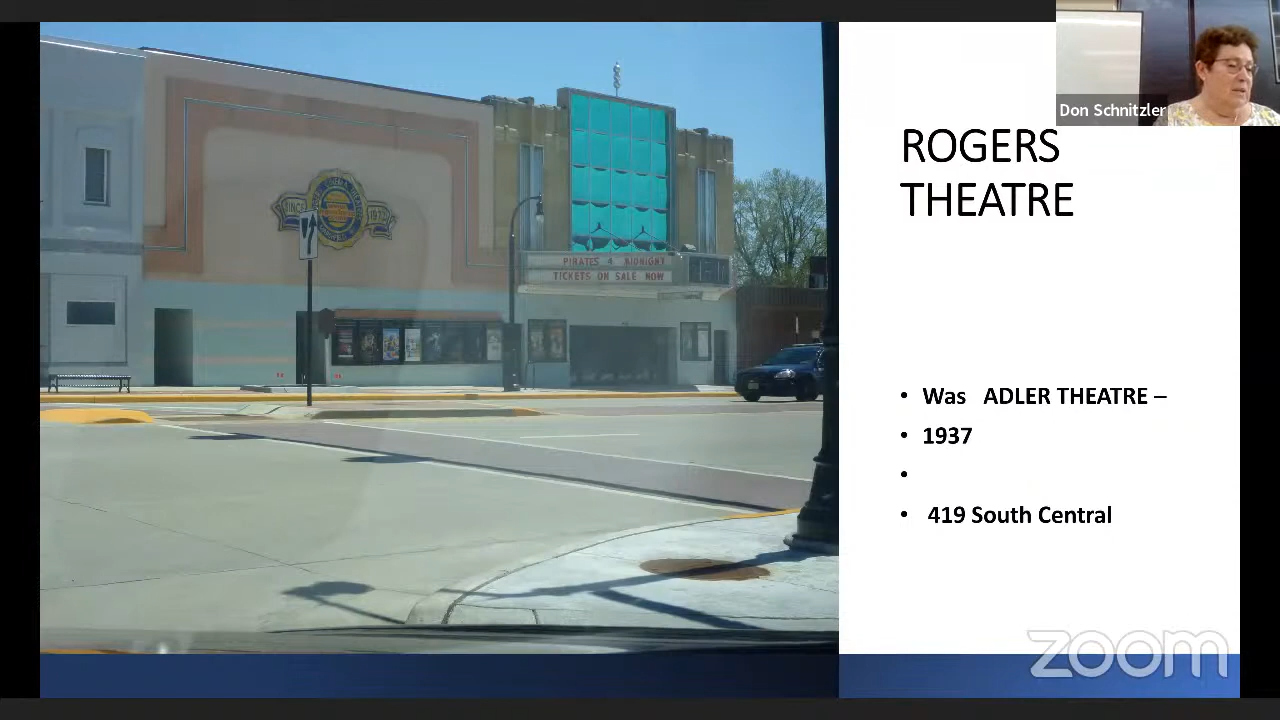 Don Schnitzler
ROGERS
THEATRE
SINCE
PIRATES 4 MIDNIGHT
TICKETS ON SALE NOW
• Was ADLER THEATRE –
• 1937
•
• 419 South Central
zoom